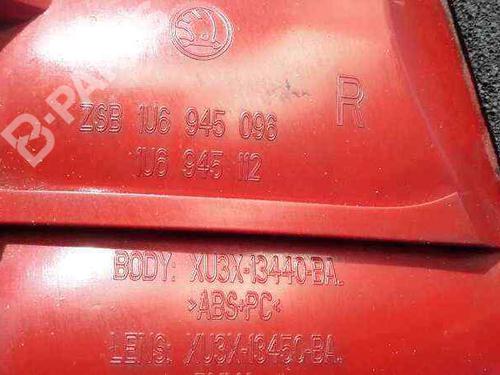 R
ZSB 1U6 945 096
1U6 945 112
BODY: XU3X-13440-BA.
>ABS+PC<
LENS: XU3X-13450-BA.